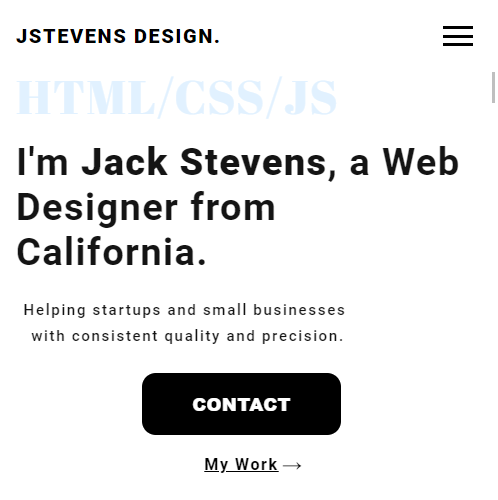 JSTEVENS DESIGN.
HTML/CSS/JS
I'm Jack Stevens, a Web
Designer from
California.
Helping startups and small businesses
with consistent quality and precision.
CONTACT
My Work →